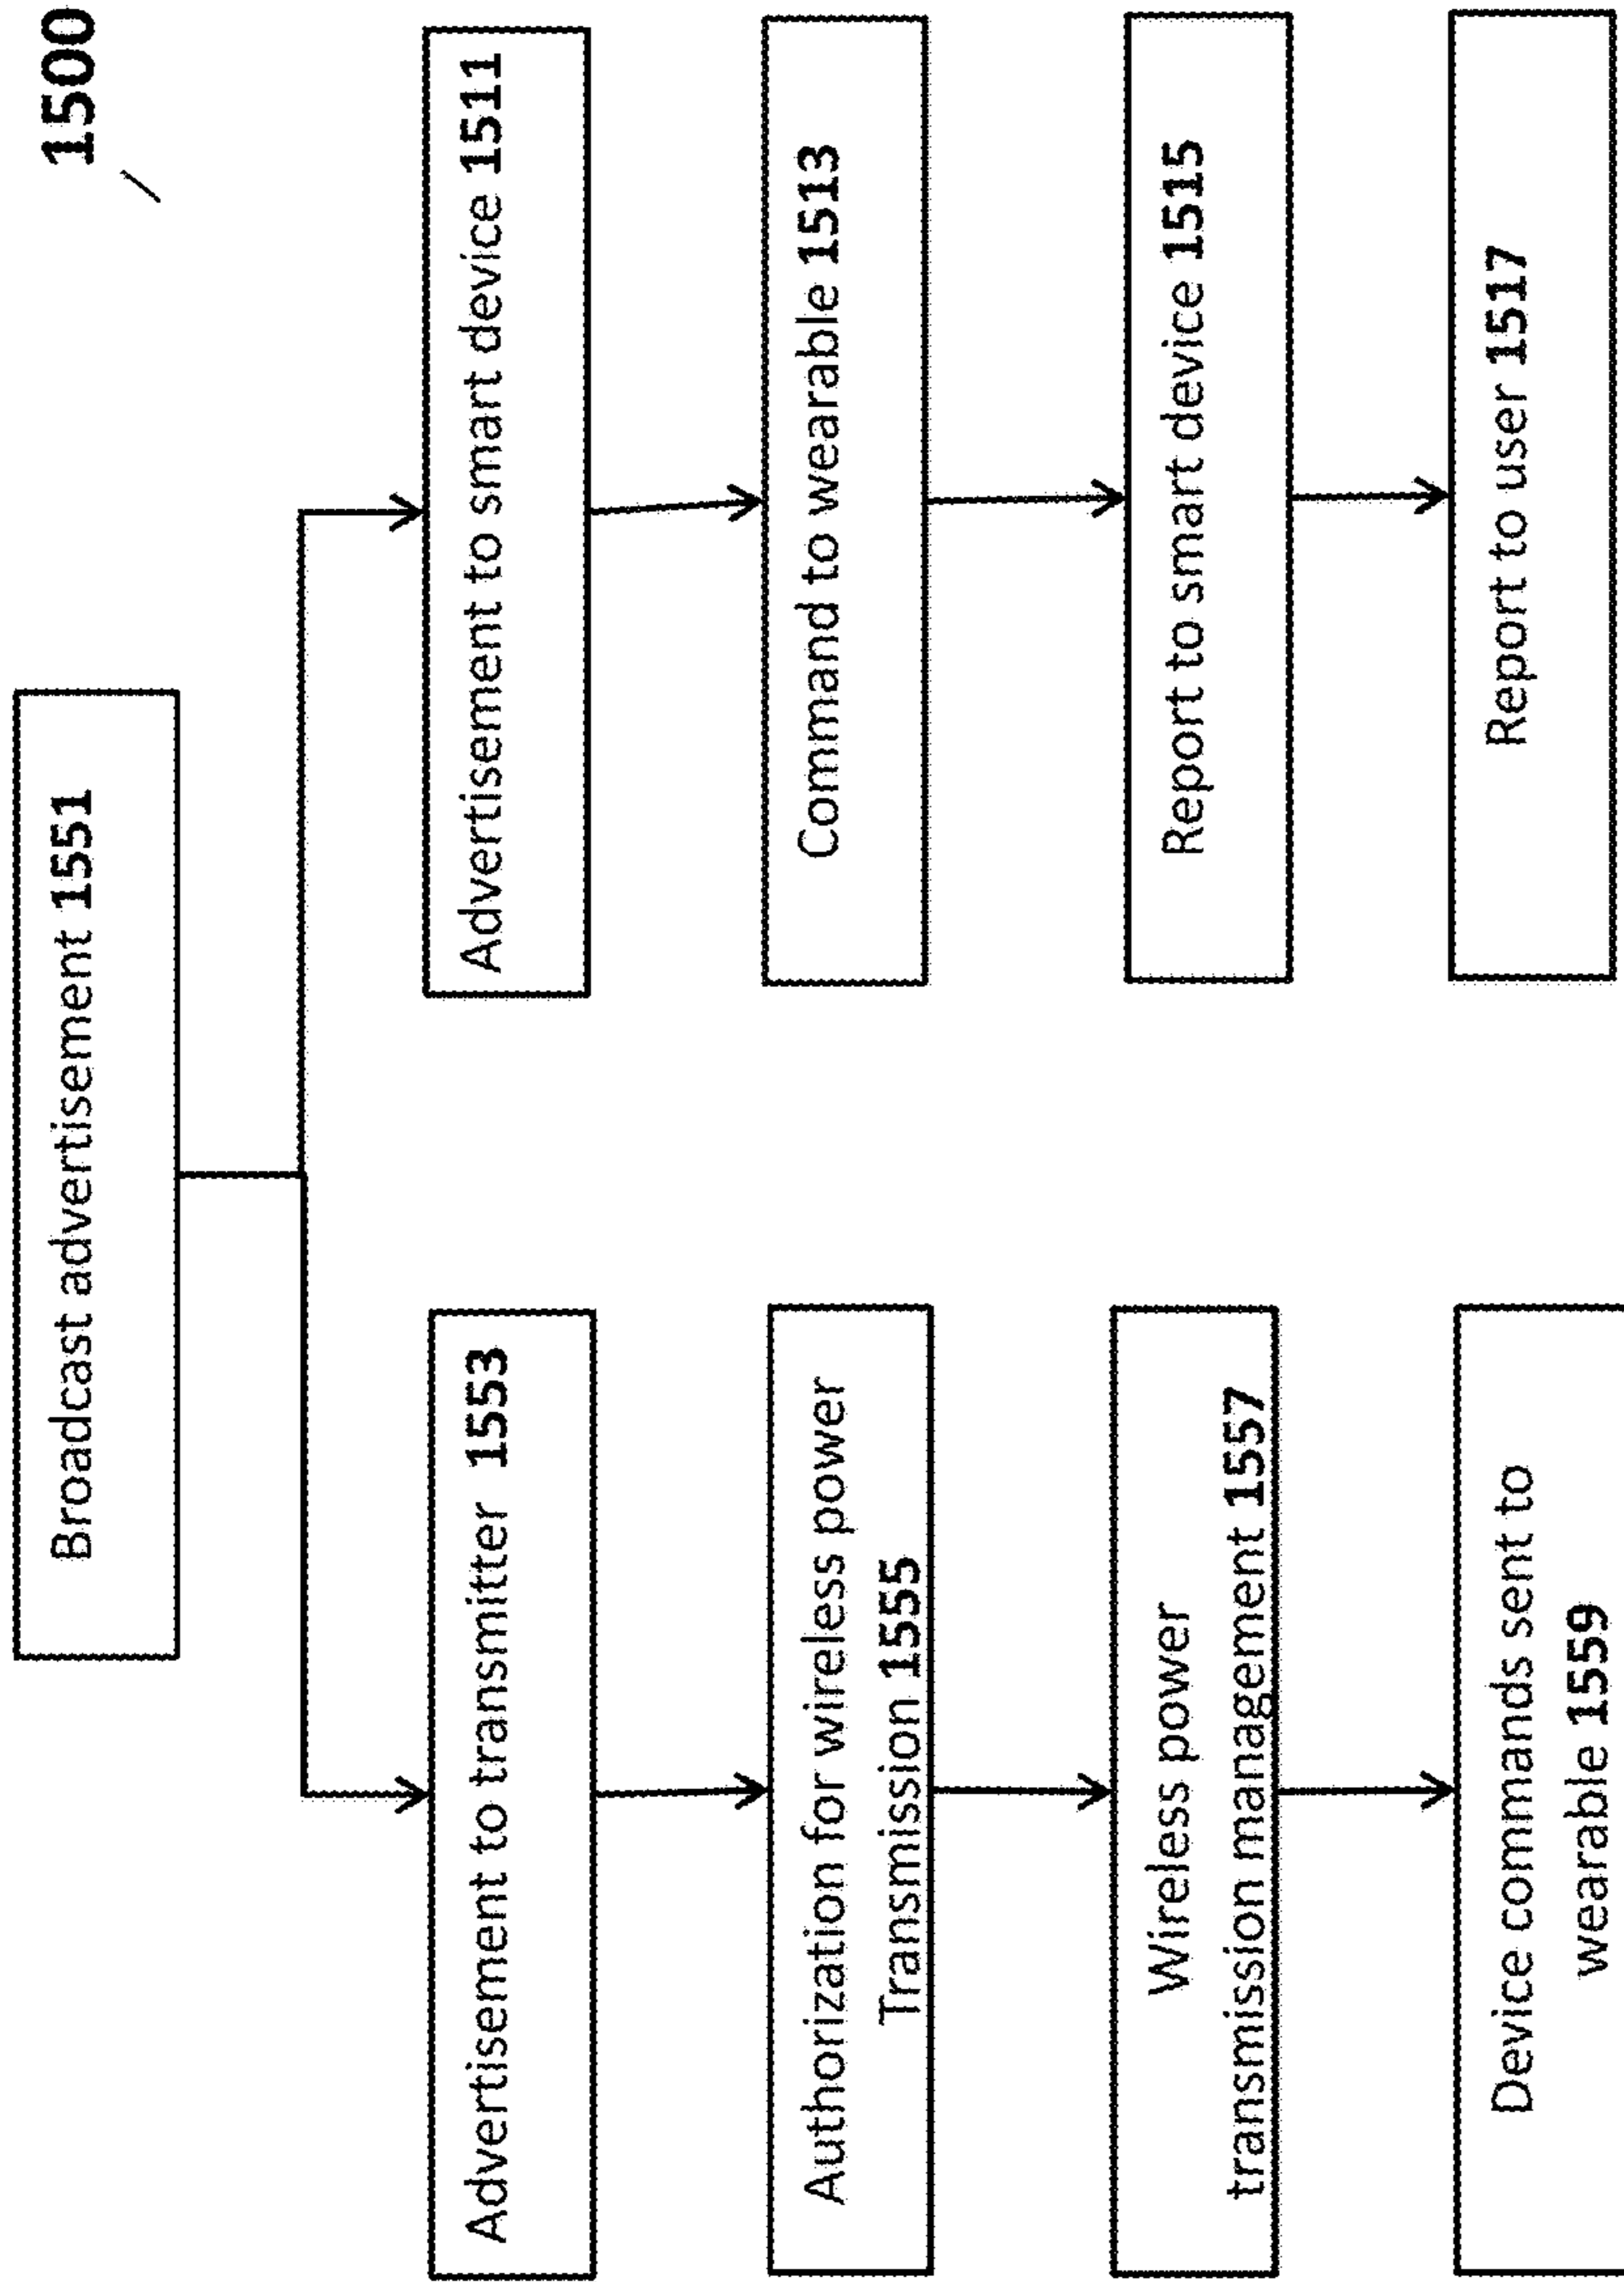 1500
Broadcast advertisement 1551
Advertisement to transmitter 1553
Authorization for wireless power
Transmission 1555
Wireless power
transmission management 1557
Device commands sent to
wearable 1559
Advertisement to smart device 1511
Command to wearable 1513
Report to smart device 1515
Report to user 1517